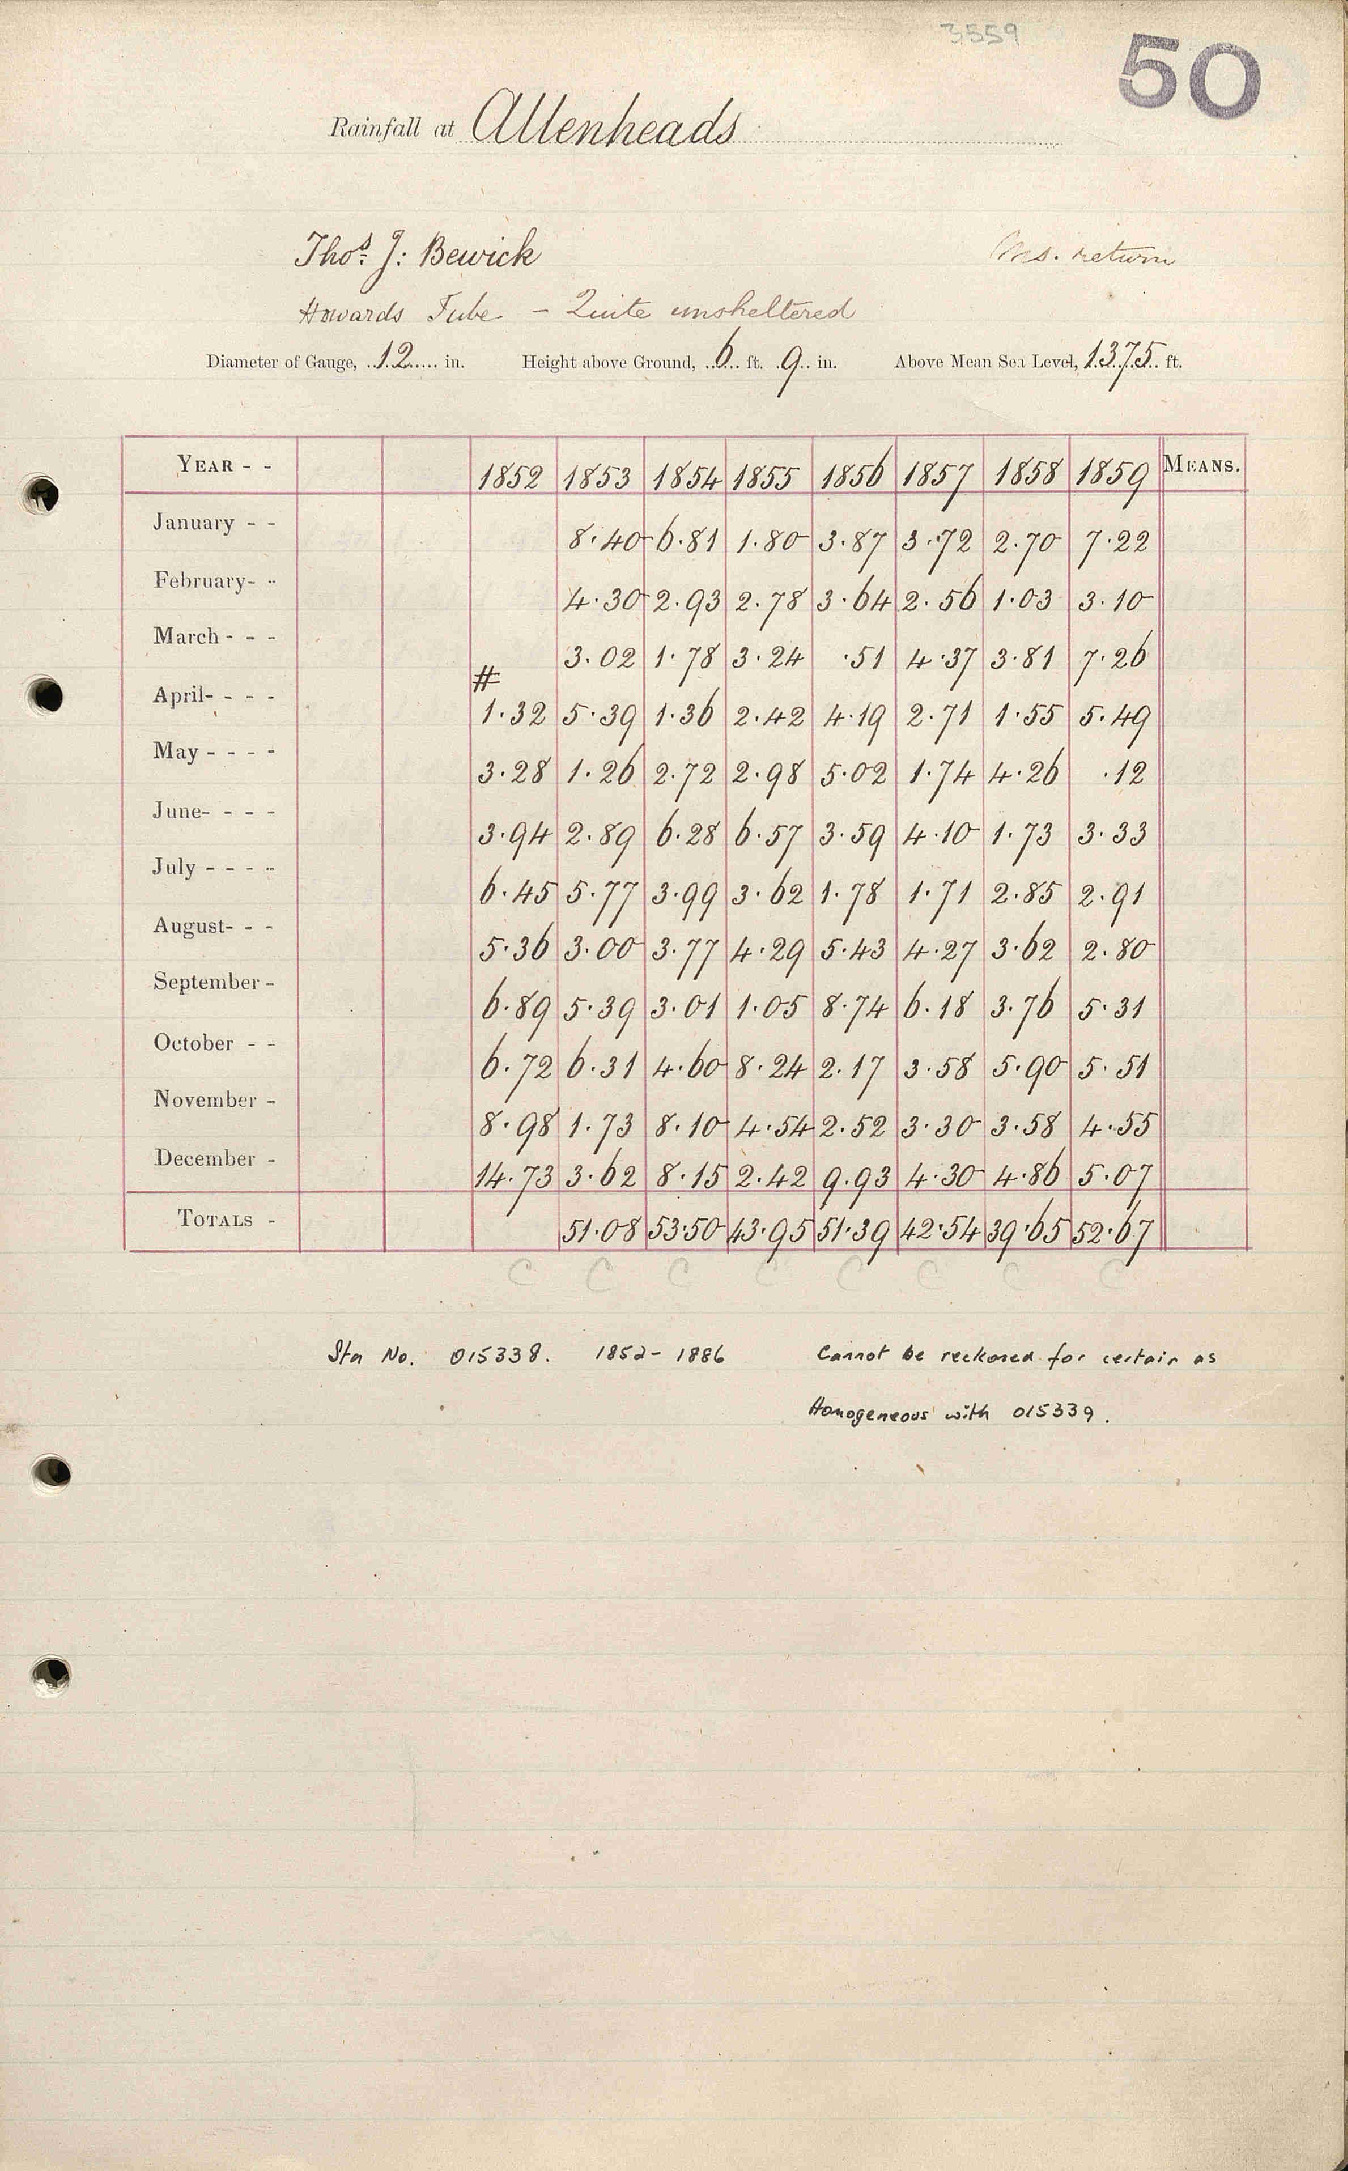 3559
50
Rainfall at Allenheads
Thos. J: Bewick
Obs. return
Howards Tube - Quite unsheltered
Diameter of Gauge, 12 in. Height above Ground, 6 ft. 9 in. Above Mean Sea Level, 1375 ft.
YEAR - - 1852 1853 1854 1855 1856 1857 1858 1859 MEANS.
January - - 8.40 6.81 1.80 3.87 3.72 2.70 7.22
February- - 4.30 2.93 2.78 3.64 2.56 1.03 3.10
March - - - 3.02 1.78 3.24 .51 4.37 3.81 7.26
#
April- - - - 1.32 5.39 1.36 2.42 4.19 2.71 1.55 5.49
May - - - - 3.28 1.26 2.72 2.98 5.02 1.74 4.26 .12
June- - - - 3.94 2.89 6.28 6.57 3.59 4.10 1.73 3.33
July - - - - 6.45 5.77 3.99 3.62 1.78 1.71 2.85 2.91
August- - - 5.36 3.00 3.77 4.29 5.43 4.27 3.62 2.80
September - 6.89 5.39 3.01 1.05 8.74 6.18 3.76 5.31
October - - 6.72 6.31 4.60 8.24 2.17 3.58 5.90 5.51
November - 8.98 1.73 8.10 4.54 2.52 3.30 3.58 4.55
December - 14.73 3.62 8.15 2.42 9.93 4.30 4.86 5.07
TOTALS - 51.08 53.50 43.95 51.39 42.54 39.65 52.67
C C C C C C C C
Stn No. 015338. 1852 - 1886 Cannot be reckoned for certain as
Homogeneous with 015339.